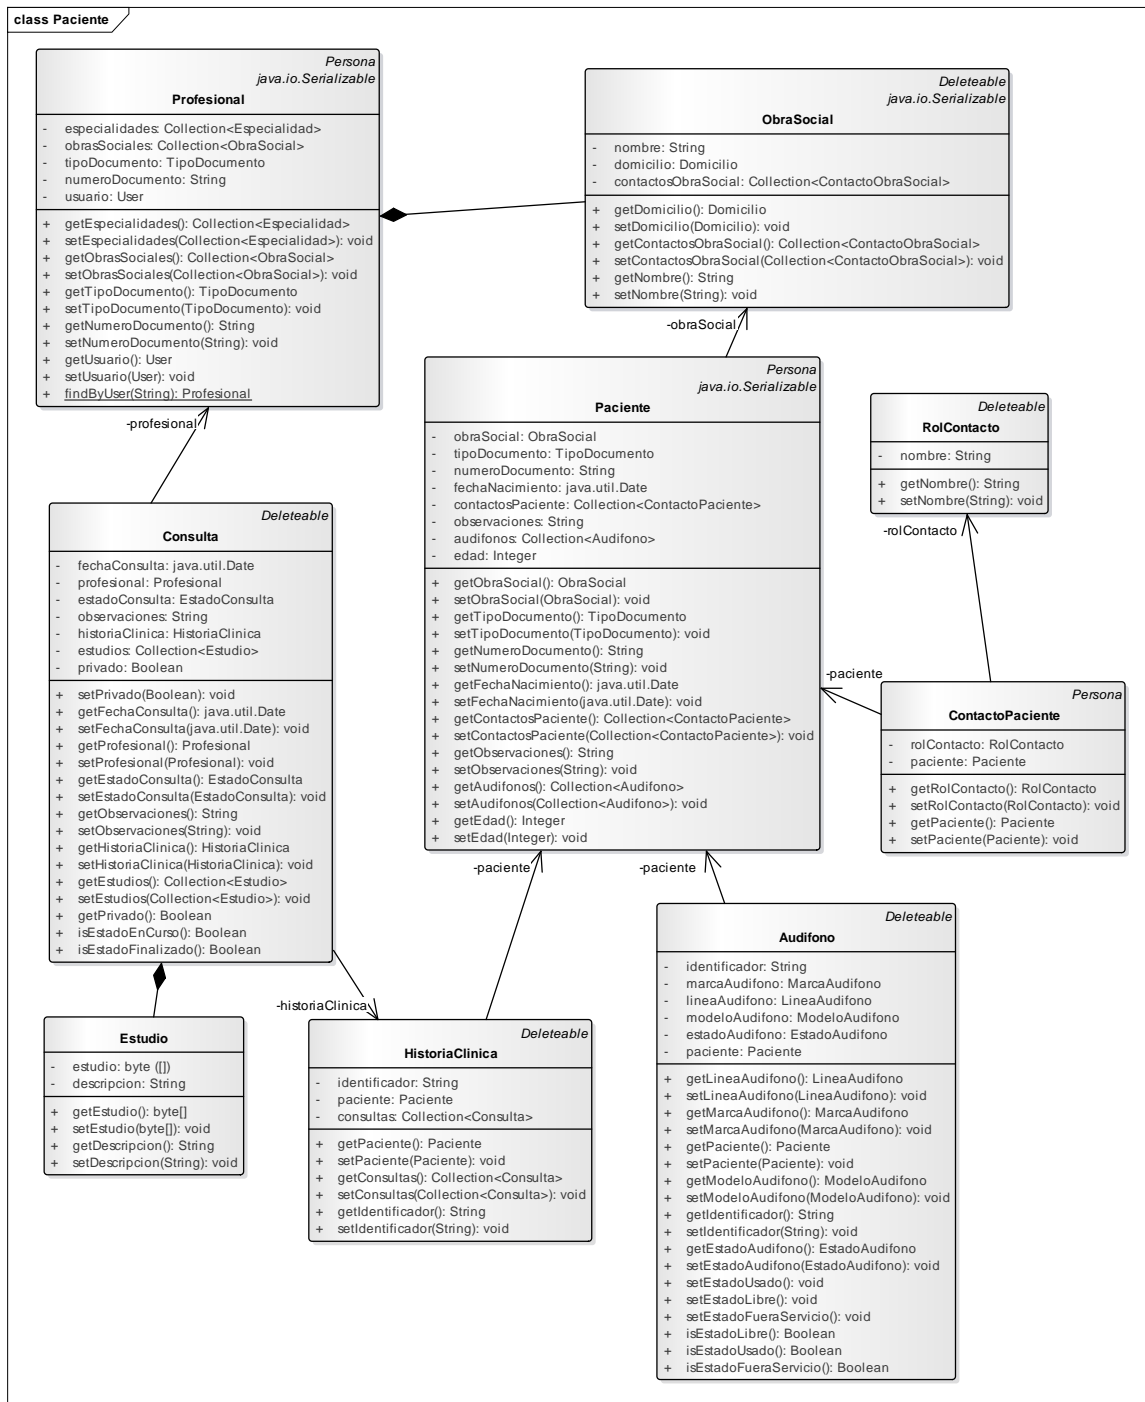 class Paciente
Persona
java.io.Serializable
Profesional
- especialidades: Collection<Especialidad>
- obrasSociales: Collection<ObraSocial>
- tipoDocumento: TipoDocumento
- numeroDocumento: String
- usuario: User
+ getEspecialidades(): Collection<Especialidad>
+ setEspecialidades(Collection<Especialidad>): void
+ getObrasSociales(): Collection<ObraSocial>
+ setObrasSociales(Collection<ObraSocial>): void
+ getTipoDocumento(): TipoDocumento
+ setTipoDocumento(TipoDocumento): void
+ getNumeroDocumento(): String
+ setNumeroDocumento(String): void
+ getUsuario(): User
+ setUsuario(User): void
+ findByUser(String): Profesional
Deleteable
java.io.Serializable
ObraSocial
- nombre: String
- domicilio: Domicilio
- contactosObraSocial: Collection<ContactoObraSocial>
+ getDomicilio(): Domicilio
+ setDomicilio(Domicilio): void
+ getContactosObraSocial(): Collection<ContactoObraSocial>
+ setContactosObraSocial(Collection<ContactoObraSocial>): void
+ getNombre(): String
+ setNombre(String): void
-obraSocial
-profesional
Persona
java.io.Serializable
Paciente
- obraSocial: ObraSocial
- tipoDocumento: TipoDocumento
- numeroDocumento: String
- fechaNacimiento: java.util.Date
- contactosPaciente: Collection<ContactoPaciente>
- observaciones: String
- audifonos: Collection<Audifono>
- edad: Integer
+ getObraSocial(): ObraSocial
+ setObraSocial(ObraSocial): void
+ getTipoDocumento(): TipoDocumento
+ setTipoDocumento(TipoDocumento): void
+ getNumeroDocumento(): String
+ setNumeroDocumento(String): void
+ getFechaNacimiento(): java.util.Date
+ setFechaNacimiento(java.util.Date): void
+ getContactosPaciente(): Collection<ContactoPaciente>
+ setContactosPaciente(Collection<ContactoPaciente>): void
+ getObservaciones(): String
+ setObservaciones(String): void
+ getAudifonos(): Collection<Audifono>
+ setAudifonos(Collection<Audifono>): void
+ getEdad(): Integer
+ setEdad(Integer): void
Deleteable
RolContacto
- nombre: String
+ getNombre(): String
+ setNombre(String): void
-rolContacto
-paciente
Persona
ContactoPaciente
- rolContacto: RolContacto
- paciente: Paciente
+ getRolContacto(): RolContacto
+ setRolContacto(RolContacto): void
+ getPaciente(): Paciente
+ setPaciente(Paciente): void
Deleteable
Consulta
- fechaConsulta: java.util.Date
- profesional: Profesional
- estadoConsulta: EstadoConsulta
- observaciones: String
- historiaClinica: HistoriaClinica
- estudios: Collection<Estudio>
- privado: Boolean
+ setPrivado(Boolean): void
+ getFechaConsulta(): java.util.Date
+ setFechaConsulta(java.util.Date): void
+ getProfesional(): Profesional
+ setProfesional(Profesional): void
+ getEstadoConsulta(): EstadoConsulta
+ setEstadoConsulta(EstadoConsulta): void
+ getObservaciones(): String
+ setObservaciones(String): void
+ getHistoriaClinica(): HistoriaClinica
+ setHistoriaClinica(HistoriaClinica): void
+ getEstudios(): Collection<Estudio>
+ setEstudios(Collection<Estudio>): void
+ getPrivado(): Boolean
+ isEstadoEnCurso(): Boolean
+ isEstadoFinalizado(): Boolean
-paciente
-paciente
-historiaClinica
Estudio
- estudio: byte ([])
- descripcion: String
+ getEstudio(): byte[]
+ setEstudio(byte[]): void
+ getDescripcion(): String
+ setDescripcion(String): void
Deleteable
HistoriaClinica
- identificador: String
- paciente: Paciente
- consultas: Collection<Consulta>
+ getPaciente(): Paciente
+ setPaciente(Paciente): void
+ getConsultas(): Collection<Consulta>
+ setConsultas(Collection<Consulta>): void
+ getIdentificador(): String
+ setIdentificador(String): void
Deleteable
Audifono
- identificador: String
- marcaAudifono: MarcaAudifono
- lineaAudifono: LineaAudifono
- modeloAudifono: ModeloAudifono
- estadoAudifono: EstadoAudifono
- paciente: Paciente
+ getLineaAudifono(): LineaAudifono
+ setLineaAudifono(LineaAudifono): void
+ getMarcaAudifono(): MarcaAudifono
+ setMarcaAudifono(MarcaAudifono): void
+ getPaciente(): Paciente
+ setPaciente(Paciente): void
+ getModeloAudifono(): ModeloAudifono
+ setModeloAudifono(ModeloAudifono): void
+ getIdentificador(): String
+ setIdentificador(String): void
+ getEstadoAudifono(): EstadoAudifono
+ setEstadoAudifono(EstadoAudifono): void
+ setEstadoUsado(): void
+ setEstadoLibre(): void
+ setEstadoFueraServicio(): void
+ isEstadoLibre(): Boolean
+ isEstadoUsado(): Boolean
+ isEstadoFueraServicio(): Boolean